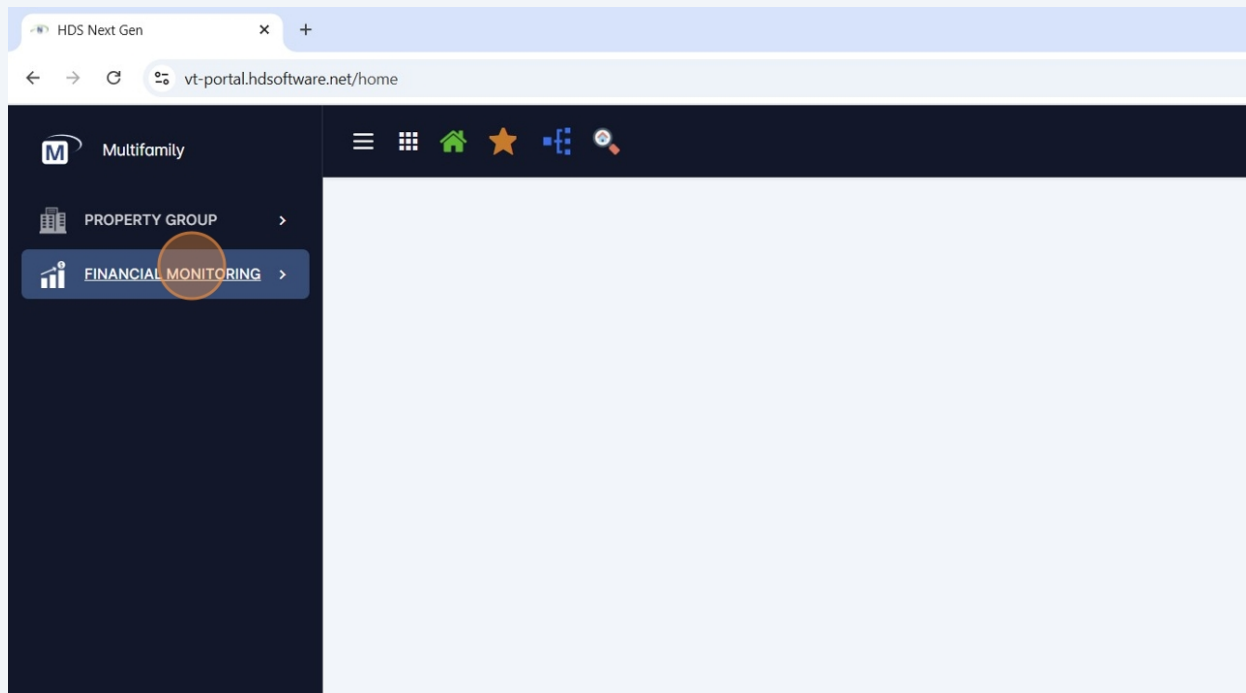 HDS Next Gen
vt-portal.hdsoftware.net/home
M Multifamily
PROPERTY GROUP
FINANCIAL MONITORING